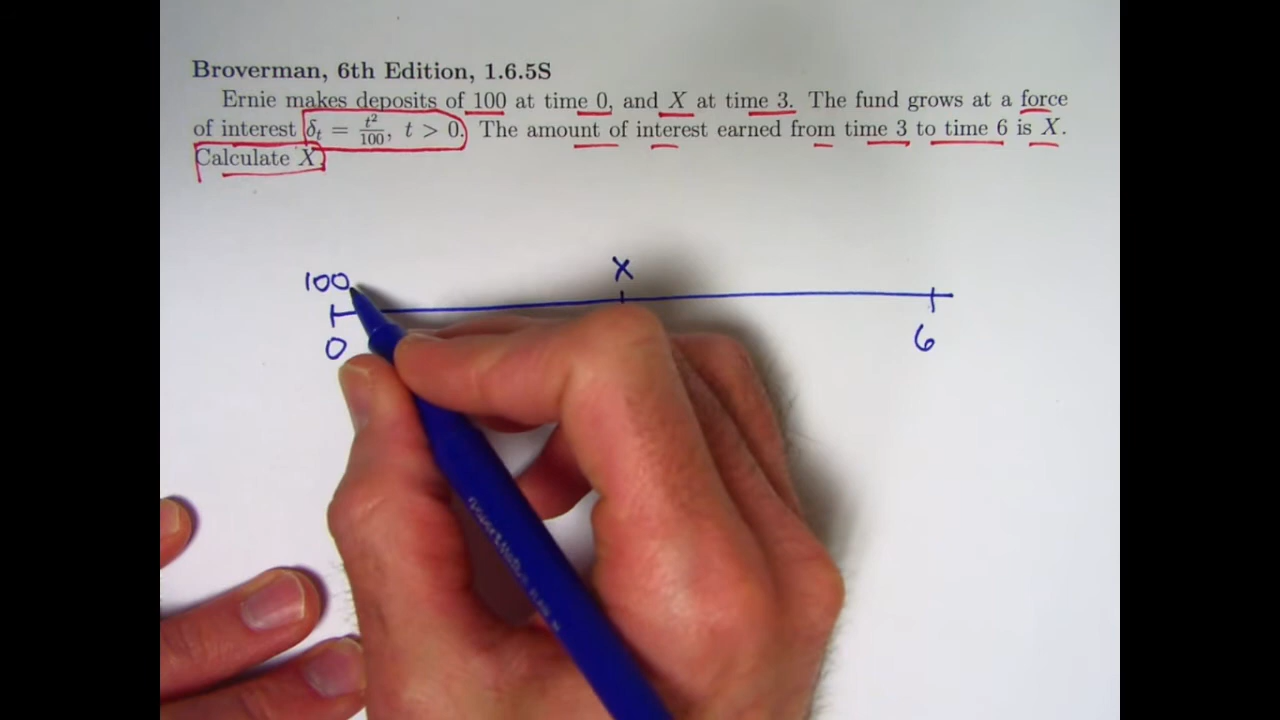 Broverman, 6th Edition, 1.6.5S
Ernie makes deposits of 100 at time 0, and X at time 3. The fund grows at a force
of interest δₜ = t²/100, t > 0. The amount of interest earned from time 3 to time 6 is X.
Calculate X.
X
100
0
6